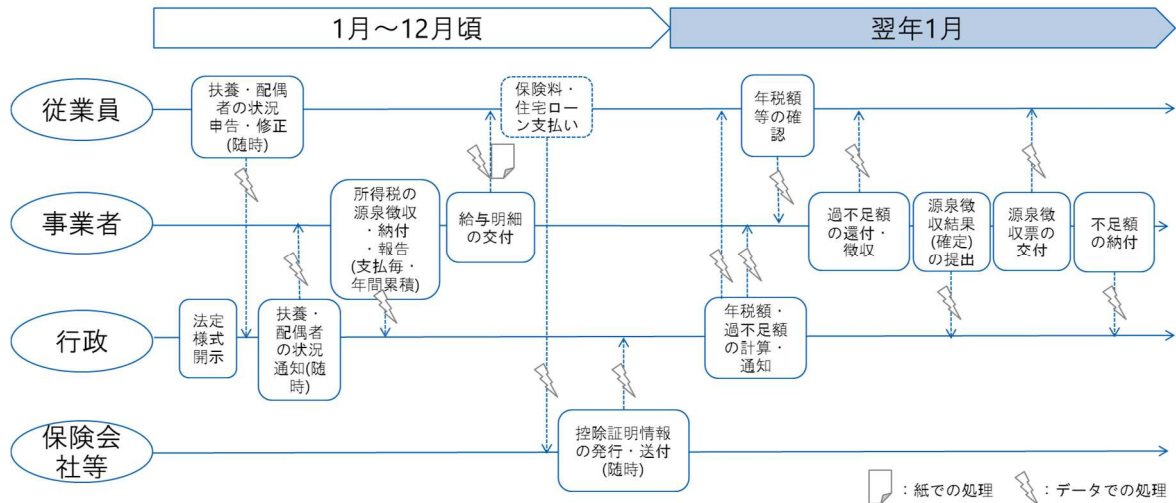 1月～12月頃
翌年1月
従業員
扶養・配偶
者の状況
申告・修正
(随時)
保険料・
住宅ロー
ン支払い
年税額
等の確
認
事業者
所得税の
源泉徴収
・納付
・報告
(支払毎・
年間累積)
給与明細
の交付
過不足額
の還付・
徴収
源泉徴
収結果
(確定)
の提出
源泉徴
収票の
交付
不足額
の納付
行政
法定
様式
開示
扶養・
配偶者
の状況
通知(随
時)
年税額・
過不足額
の計算・
通知
保険会
社等
控除証明情報
の発行・送付
(随時)
：紙での処理
：データでの処理